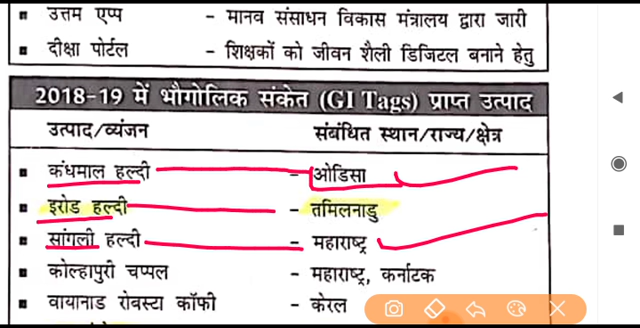 ▪ उत्तम एप्प - मानव संसाधन विकास मंत्रालय द्वारा जारी
▪ दीक्षा पोर्टल - शिक्षकों को जीवन शैली डिजिटल बनाने हेतु
2018-19 में भौगोलिक संकेत (GI Tags) प्राप्त उत्पाद
उत्पाद/व्यंजन संबंधित स्थान/राज्य/क्षेत्र
▪ कंधमाल हल्दी - ओडिसा
▪ इरोड हल्दी - तमिलनाडु
▪ सांगली हल्दी - महाराष्ट्र
▪ कोल्हापुरी चप्पल - महाराष्ट्र, कर्नाटक
▪ वायानाड रोबस्टा कॉफी - केरल